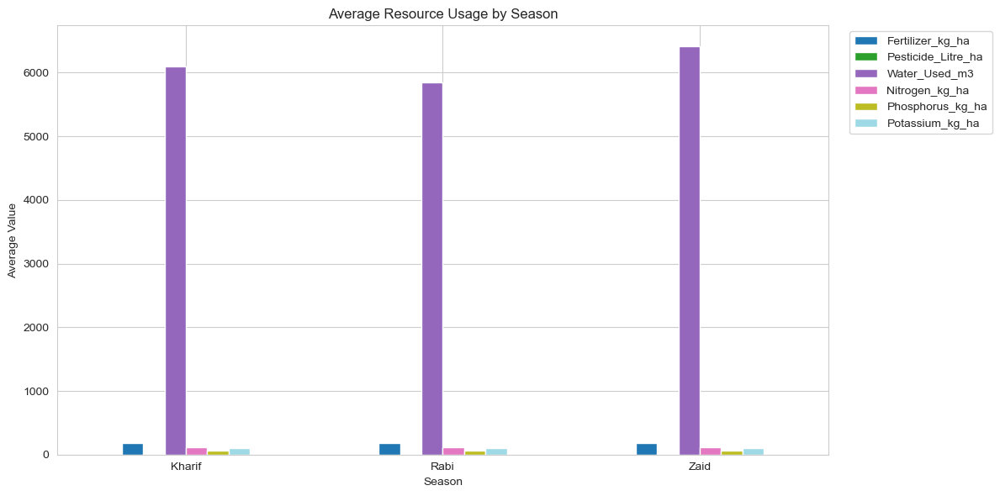 Average Resource Usage by Season
Fertilizer_kg_ha
Pesticide_Litre_ha
Water_Used_m3
Nitrogen_kg_ha
Phosphorus_kg_ha
Potassium_kg_ha
Average Value
6000
5000
4000
3000
2000
1000
0
Kharif
Rabi
Zaid
Season